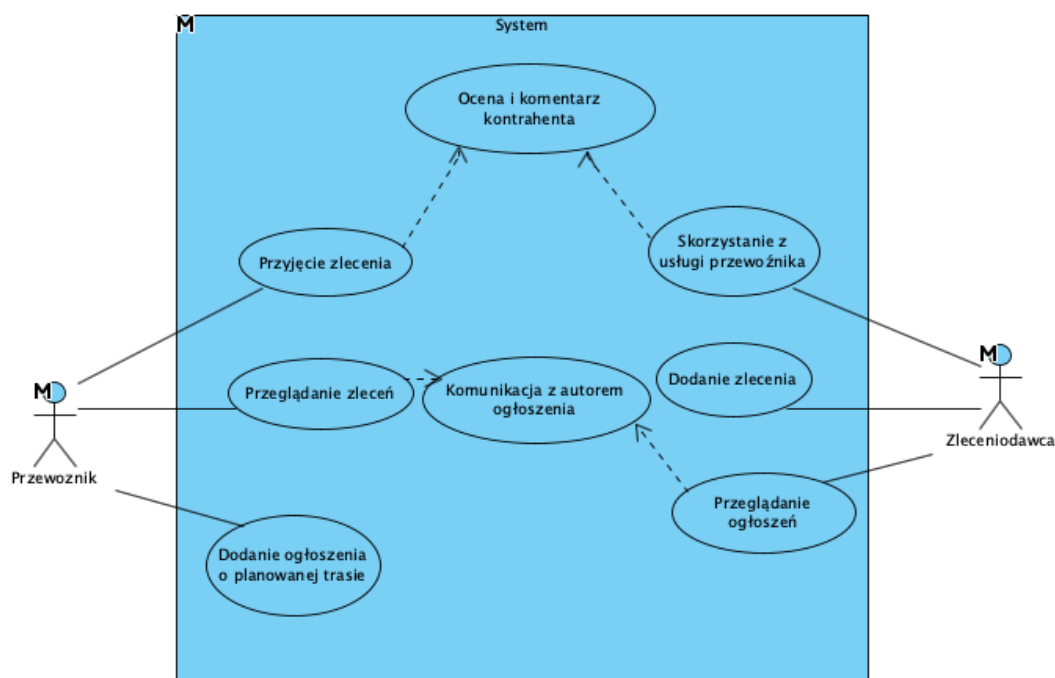 M
System
Ocena i komentarz
kontrahenta
Przyjęcie zlecenia
Skorzystanie z
usługi przewoźnika
Przeglądanie zleceń
Komunikacja z autorem
ogłoszenia
Dodanie zlecenia
M
Przewoznik
M
Zleceniodawca
Przeglądanie
ogłoszeń
Dodanie ogłoszenia
o planowanej trasie